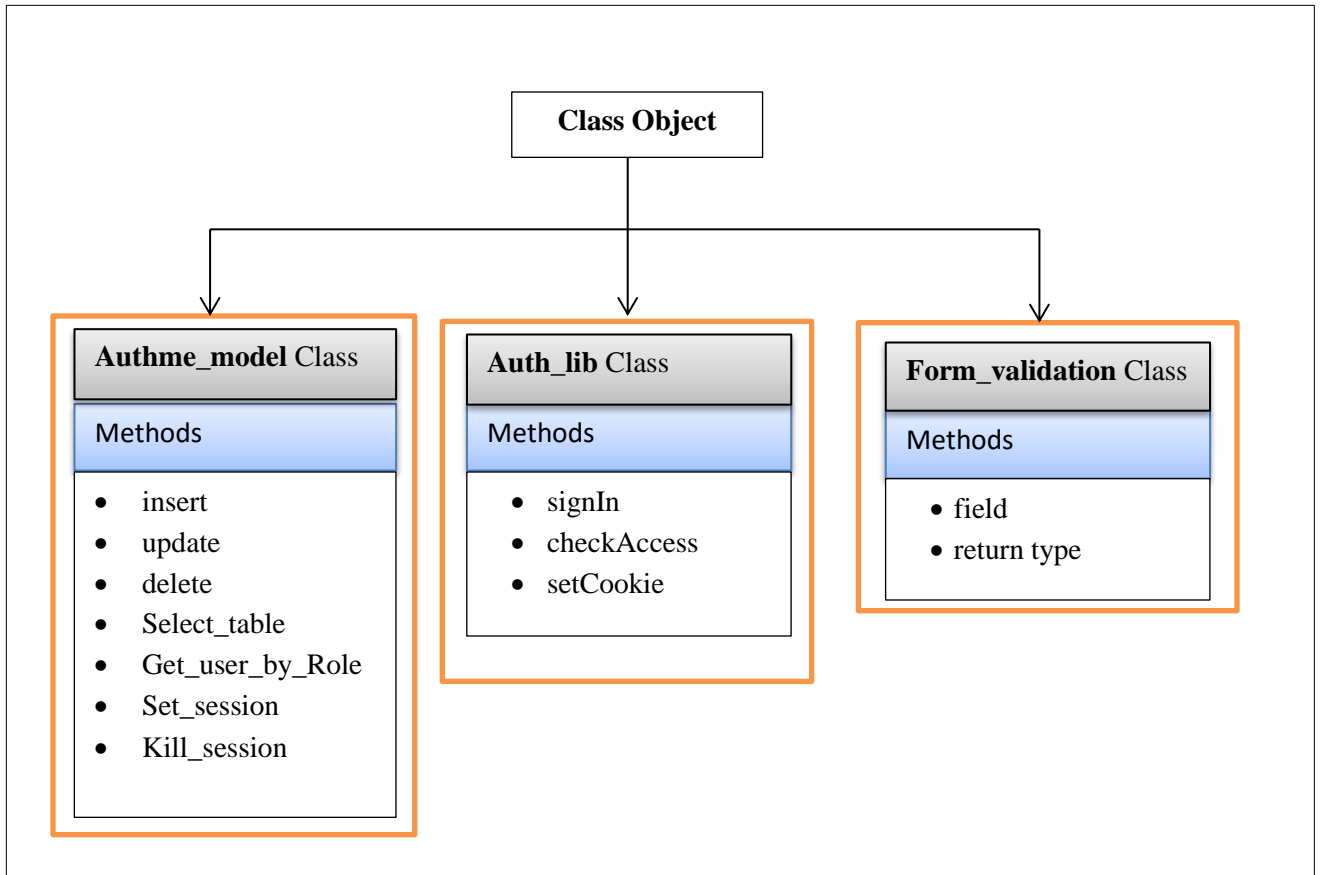 Class Object
Authme_model Class
Methods
• insert
• update
• delete
• Select_table
• Get_user_by_Role
• Set_session
• Kill_session
Auth_lib Class
Methods
• signIn
• checkAccess
• setCookie
Form_validation Class
Methods
• field
• return type